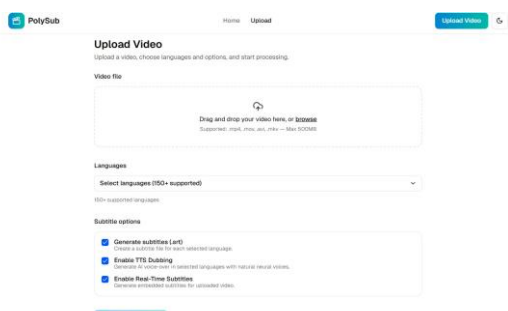 PolySub
Home Upload
Upload Video
Upload Video
Upload a video, choose languages and options, and start processing.
Video file
Drag and drop your video here, or browse
Supported: .mp4, .mov, .avi, .mkv — Max 500MB
Languages
Select languages (150+ supported)
150+ supported languages
Subtitle options
Generate subtitles (.srt)
Create a subtitle file for each selected language.
Enable TTS Dubbing
Generate AI voice-over in selected languages with natural neural voices.
Enable Real-Time Subtitles
Generate embedded subtitles for uploaded video.